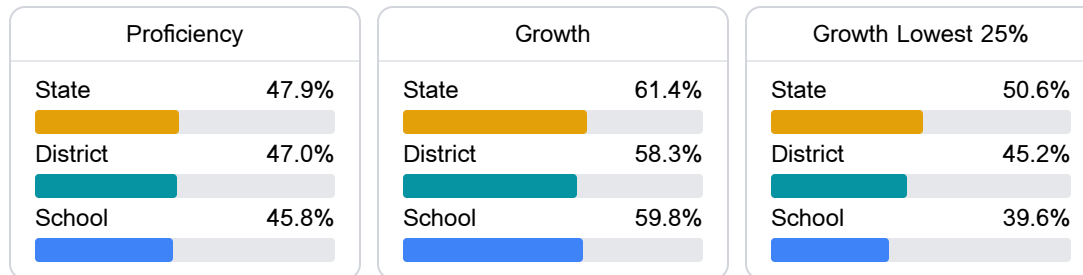 Proficiency
State 47.9%
District 47.0%
School 45.8%
Growth
State 61.4%
District 58.3%
School 59.8%
Growth Lowest 25%
State 50.6%
District 45.2%
School 39.6%